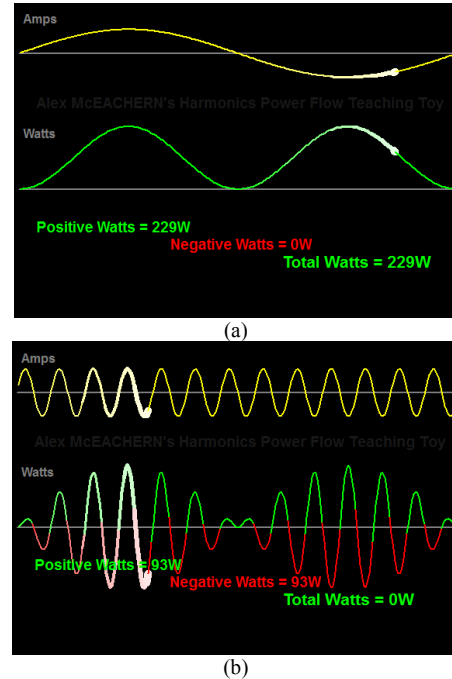 Amps
Alex McEACHERN's Harmonics Power Flow Teaching Toy
Watts
Positive Watts = 229W
Negative Watts = 0W
Total Watts = 229W
(a)
Amps
Alex McEACHERN's Harmonics Power Flow Teaching Toy
Watts
Positive Watts = 93W
Negative Watts = 93W
Total Watts = 0W
(b)